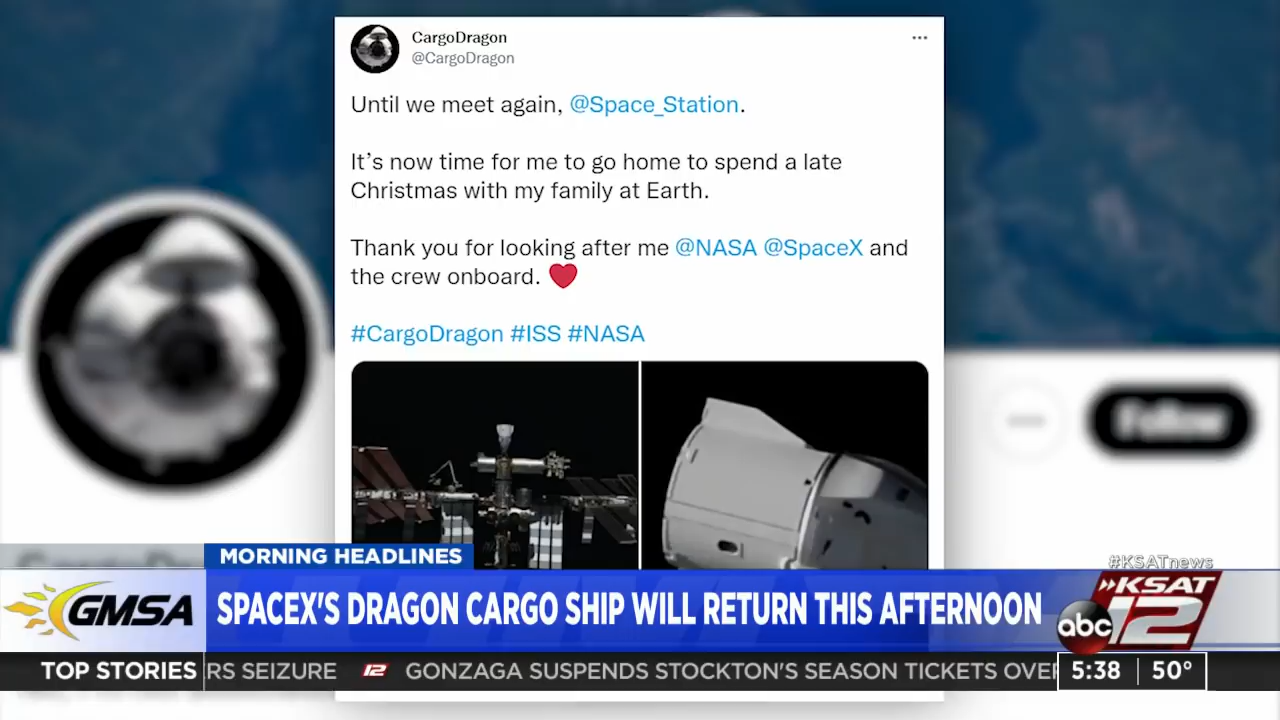 CargoDragon
@CargoDragon
Until we meet again, @Space_Station.
It's now time for me to go home to spend a late
Christmas with my family at Earth.
Thank you for looking after me @NASA @SpaceX and
the crew onboard. ❤️
#CargoDragon #ISS #NASA
Follow
MORNING HEADLINES
#KSATnews
GMSA
SPACEX'S DRAGON CARGO SHIP WILL RETURN THIS AFTERNOON
KSAT
abc 12
TOP STORIES
RS SEIZURE 12 GONZAGA SUSPENDS STOCKTON'S SEASON TICKETS OVE
5:38 50°